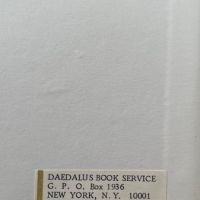 DAEDALUS BOOK SERVICE
G. P. O. Box 1936
NEW YORK, N. Y. 10001